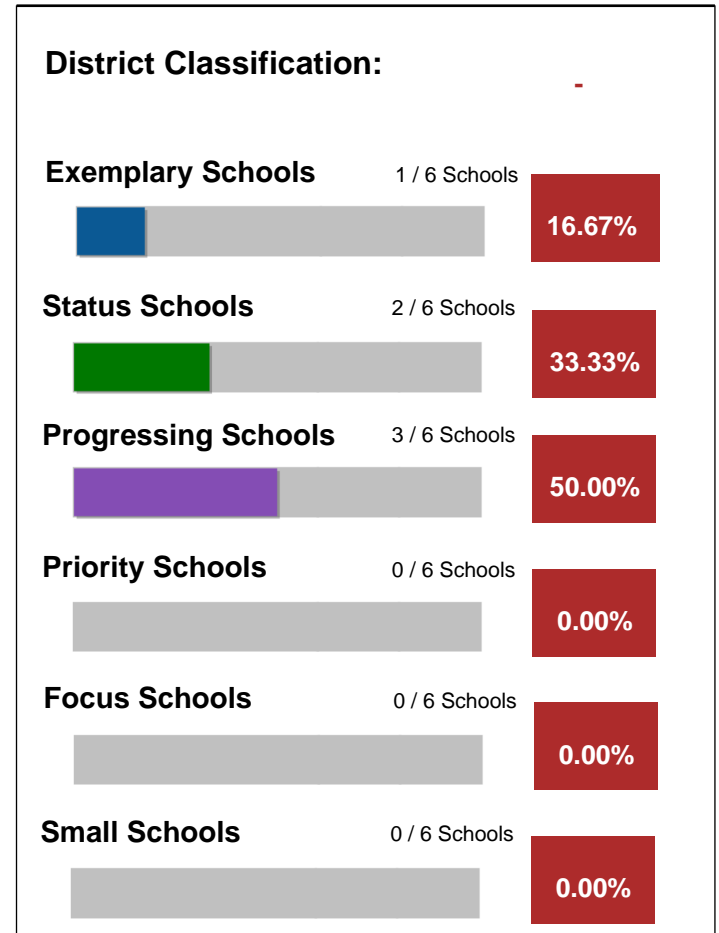 District Classification:
-
Exemplary Schools 1 / 6 Schools
16.67%
Status Schools 2 / 6 Schools
33.33%
Progressing Schools 3 / 6 Schools
50.00%
Priority Schools 0 / 6 Schools
0.00%
Focus Schools 0 / 6 Schools
0.00%
Small Schools 0 / 6 Schools
0.00%